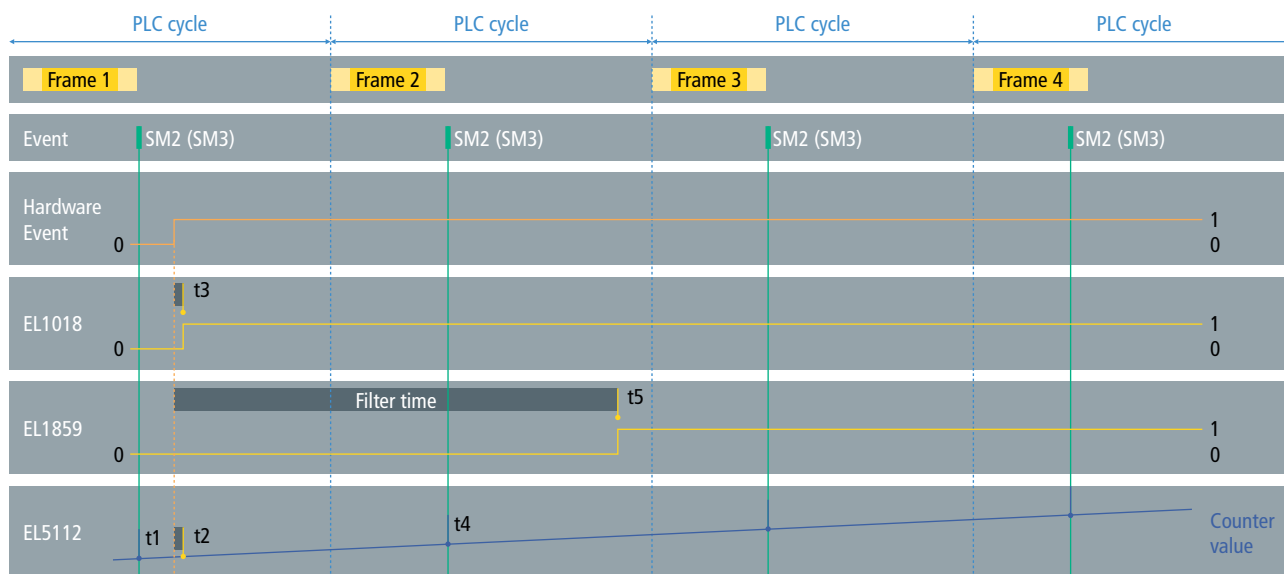 PLC cycle PLC cycle PLC cycle PLC cycle
Frame 1 Frame 2 Frame 3 Frame 4
Event SM2 (SM3) SM2 (SM3) SM2 (SM3) SM2 (SM3)
Hardware
Event
0
1
0
t3
EL1018
0
1
0
Filter time t5
EL1859
0
1
0
EL5112 t1 t2 t4
Counter
value